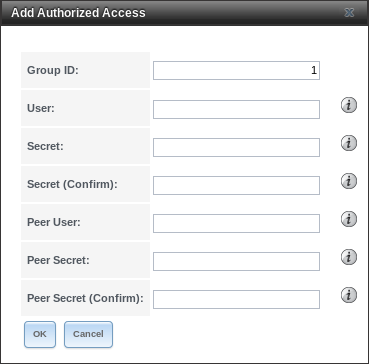 Add Authorized Access
Group ID: 1
User:
Secret:
Secret (Confirm):
Peer User:
Peer Secret:
Peer Secret (Confirm):
OK Cancel